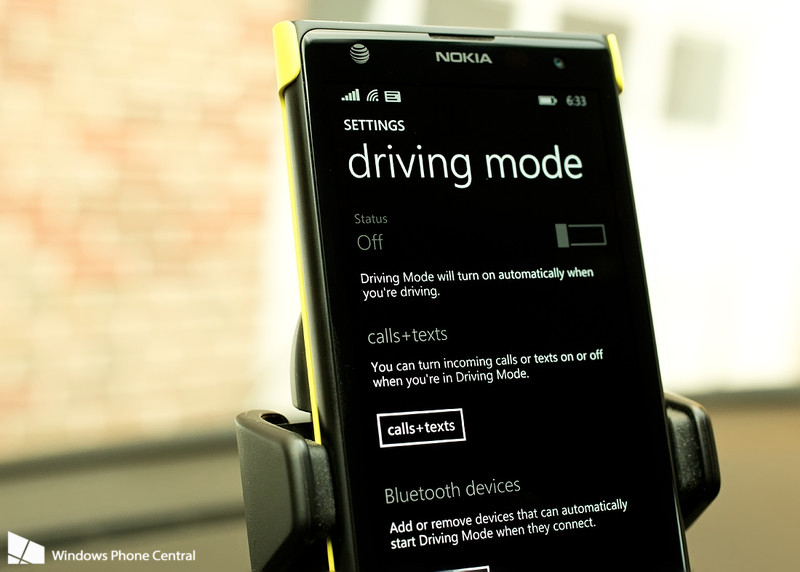 NOKIA
6:33
SETTINGS
driving mode
Status
Off
Driving Mode will turn on automatically when
you're driving.
calls+texts
You can turn incoming calls or texts on or off
when you're in Driving Mode.
calls+texts
Bluetooth devices
Add or remove devices that can automatically
start Driving Mode when they connect.
Windows Phone Central